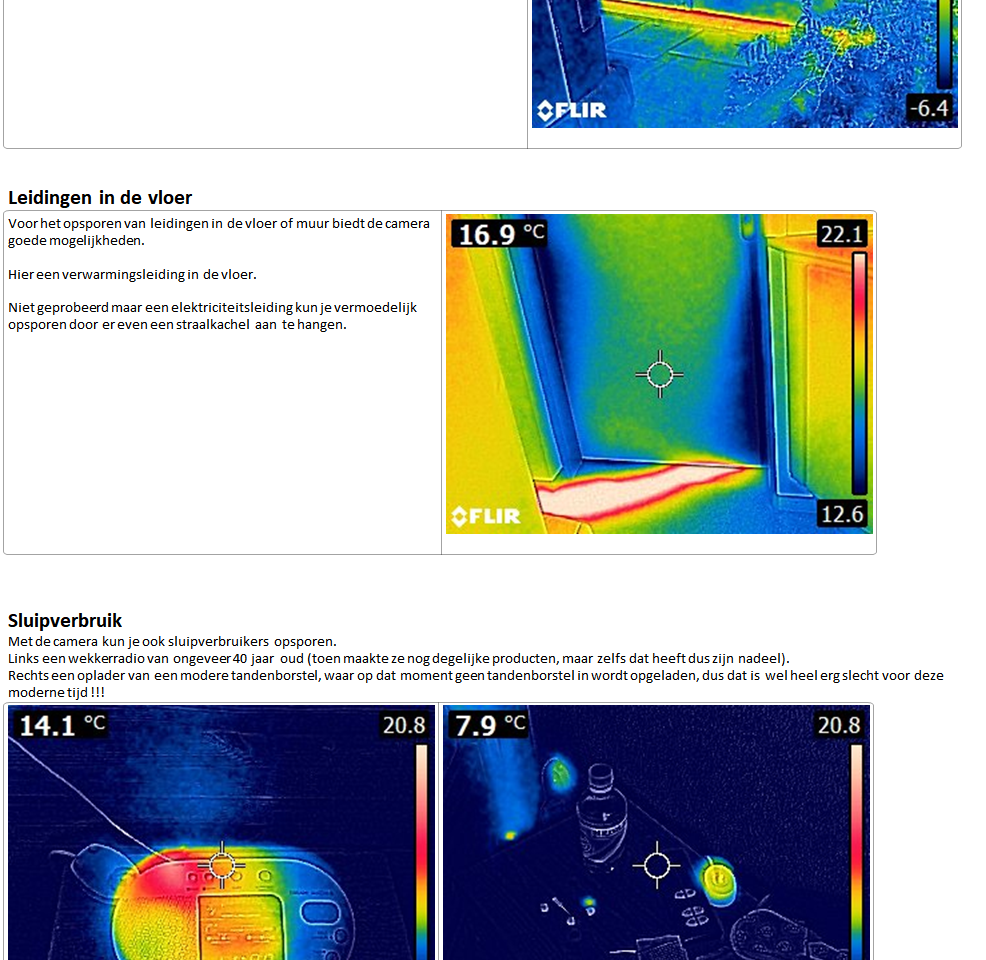 FLIR
-6.4
Leidingen in de vloer
Voor het opsporen van leidingen in de vloer of muur biedt de camera
goede mogelijkheden.
Hier een verwarmingsleiding in de vloer.
Niet geprobeerd maar een elektriciteitsleiding kun je vermoedelijk
opsporen door er even een straalkachel aan te hangen.
16.9 °C
22.1
FLIR
12.6
Sluipverbruik
Met de camera kun je ook sluipverbruikers opsporen.
Links een wekkerradio van ongeveer 40 jaar oud (toen maakte ze nog degelijke producten, maar zelfs dat heeft dus zijn nadeel).
Rechts een oplader van een modere tandenborstel, waar op dat moment geen tandenborstel in wordt opgeladen, dus dat is wel heel erg slecht voor deze
moderne tijd !!!
14.1 °C
20.8
7.9 °C
20.8